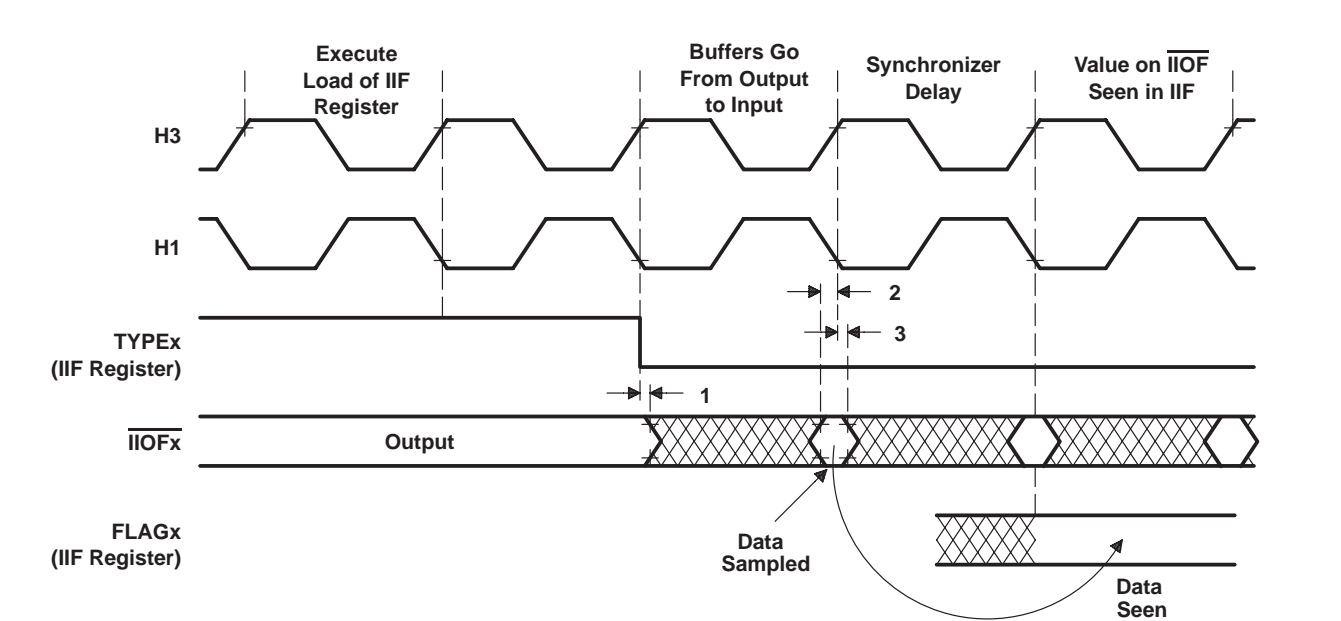 Execute
Load of IIF
Register
Buffers Go
From Output
to Input
Synchronizer
Delay
Value on IIOF
Seen in IIF
H3
H1
2
3
TYPEx
(IIF Register)
1
IIOFx
Output
FLAGx
(IIF Register)
Data
Sampled
Data
Seen